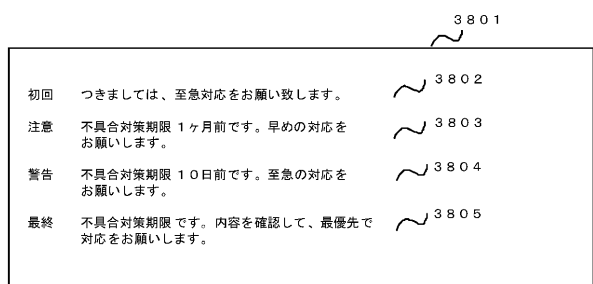 3801
初回 つきましては、至急対応をお願い致します。 3802
注意 不具合対策期限1ヶ月前です。早めの対応を 3803
お願いします。
警告 不具合対策期限10日前です。至急の対応を 3804
お願いします。
最終 不具合対策期限です。内容を確認して、最優先で 3805
対応をお願いします。